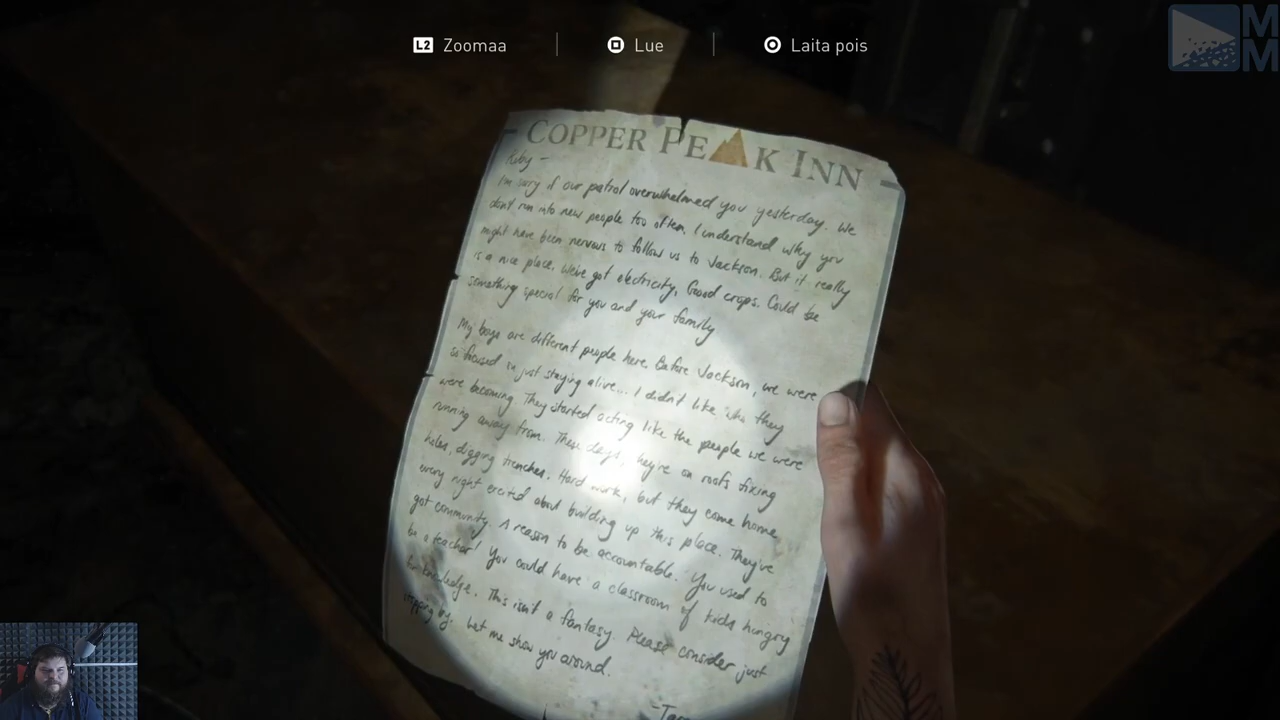 L2 Zoomaa
Lue
Laita pois
M
M
COPPER PEAK INN
Ruby -
I'm sorry if our patrol overwhelmed you yesterday. We
don't run into new people too often. I understand why you
might have been nervous to follow us to Jackson. But it really
is a nice place, we've got electricity, Good crops. Could be
something special for you and your family
My boys are different people here. Before Jackson, we were
so focused on just staying alive... I didn't like who they
were becoming. They started acting like the people we were
running away from. These days, they're on roofs fixing
holes, digging trenches. Hard work, but they come home
every night excited about building up this place. They've
got community. A reason to be accountable. You used to
be a teacher! You could have a classroom of kids hungry
for knowledge. This isn't a fantasy. Please consider just
stopping by. Let me show you around.